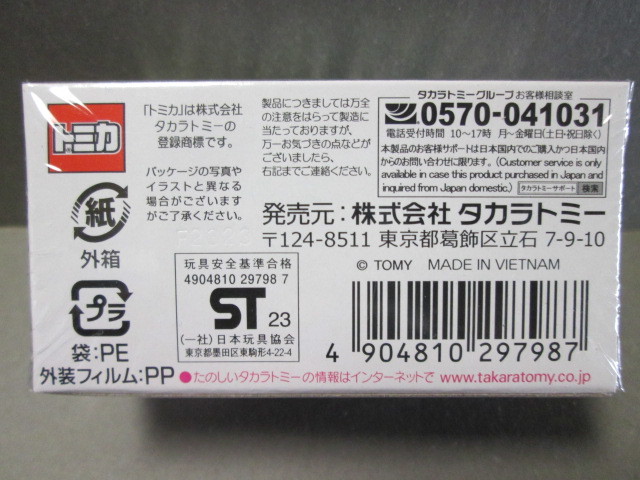 トミカ
「トミカ」は株式会社
タカラトミーの
登録商標です。
パッケージの写真や
イラストと異なる
場合がございますが
ご了承ください。
製品につきましては万全
の注意をはらって製造に
当たっておりますが、
万一お気づきの点などが
ございましたら、
右記までご連絡ください。
タカラトミーグループ お客様相談室
0570-041031
電話受付時間 10～17時 月～金曜日(土日・祝日除く)
本製品のお客様サポートは日本国内でのご購入かつ日本国内
からのお問い合わせに限ります。(Customer service is only
available in case this product purchased in Japan and
inquired from Japan domestic.) タカラトミーサポート 検索
発売元：株式会社 タカラトミー
〒124-8511 東京都葛飾区立石 7-9-10
© TOMY MADE IN VIETNAM
紙
外箱
プラ
袋：PE
外装フィルム：PP
玩具安全基準合格
4904810 29798 7
ST 23
(一社)日本玩具協会
東京都墨田区東駒形4-22-4
4 904810 297987
●たのしいタカラトミーの情報はインターネットで www.takaratomy.co.jp